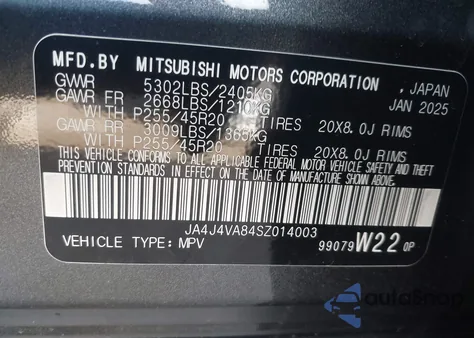 MFD.BY MITSUBISHI MOTORS CORPORATION , JAPAN
GVWR 5302LBS/2405KG JAN 2025
GAWR FR 2668LBS/1210KG
WITH P255/45R20 TIRES 20X8.0J RIMS
GAWR RR 3009LBS/1365KG
WITH P255/45R20 TIRES 20X8.0J RIMS
THIS VEHICLE CONFORMS TO ALL APPLICABLE FEDERAL MOTOR VEHICLE SAFETY
AND THEFT PREVENTION STANDARDS IN EFFECT ON THE DATE OF MANUFACTURE
SHOWN ABOVE.
JA4J4VA84SZ014003
VEHICLE TYPE: MPV 99079 W22 0P
autoSnap